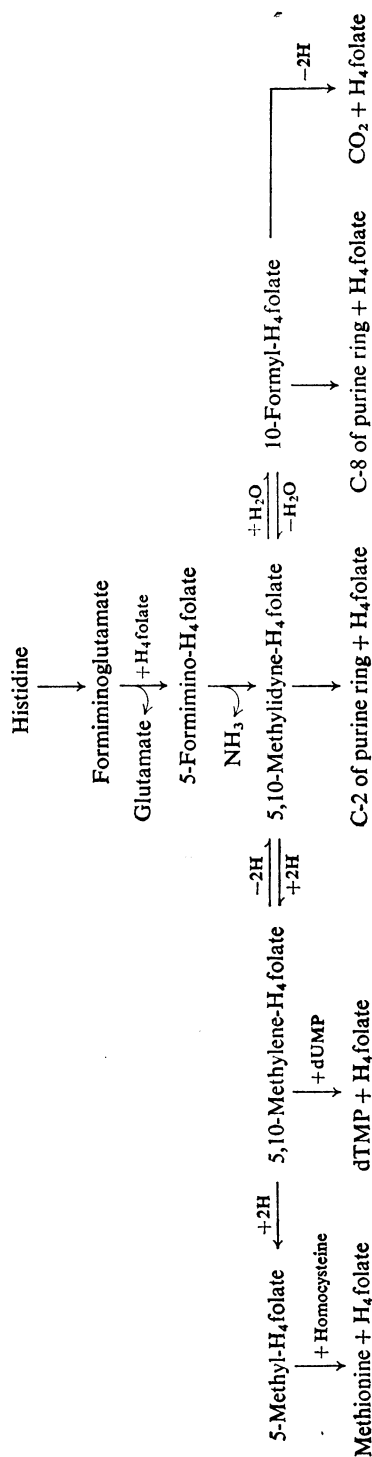 Histidine
Formiminoglutamate
Glutamate +H₄folate
5-Formimino-H₄folate
NH₃
5-Methyl-H₄folate +2H 5,10-Methylene-H₄folate −2H +2H 5,10-Methylidyne-H₄folate +H₂O −H₂O 10-Formyl-H₄folate
+ Homocysteine +dUMP −2H
Methionine + H₄folate dTMP + H₄folate C-2 of purine ring + H₄folate C-8 of purine ring + H₄folate CO₂ + H₄folate